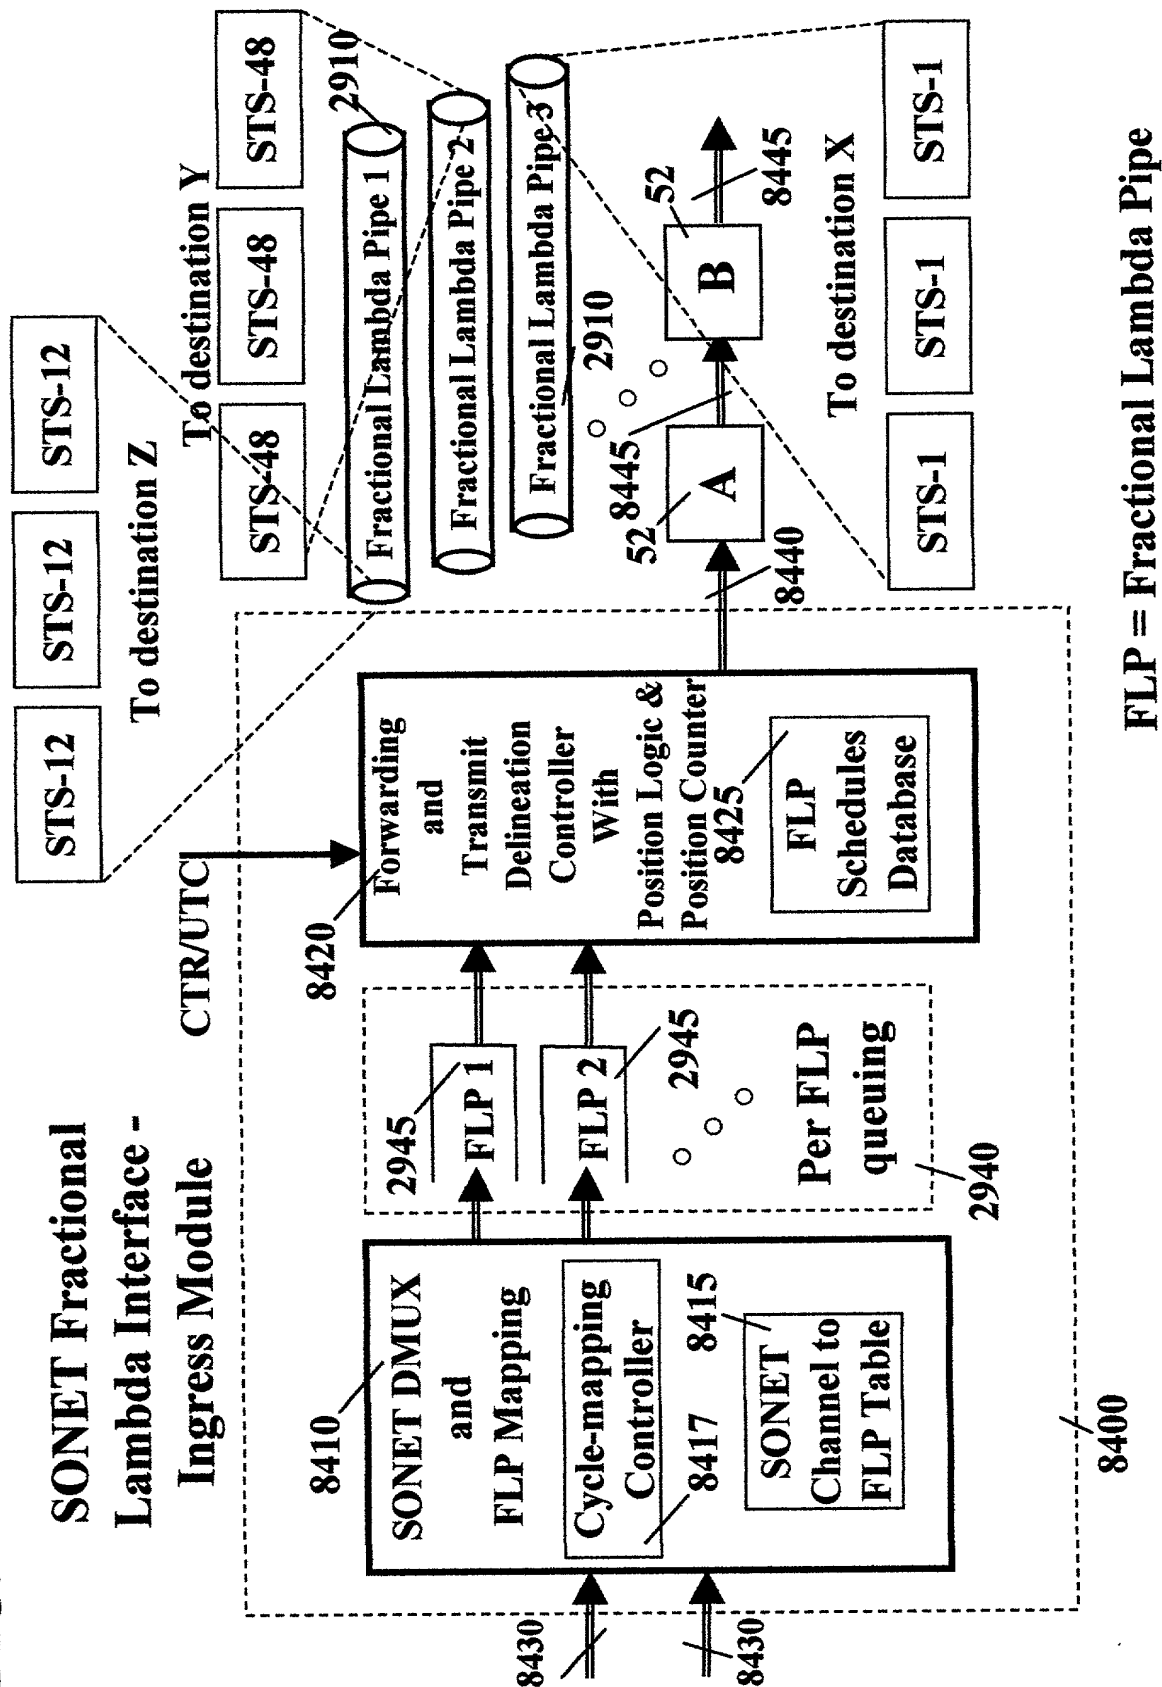 SONET Fractional
Lambda Interface -
Ingress Module
STS-12
STS-12
STS-12
To destination Z
To destination Y
STS-48
STS-48
STS-48
CTR/UTC
2910
Fractional Lambda Pipe 1
Fractional Lambda Pipe 2
Fractional Lambda Pipe 3
2910
8410
SONET DMUX
and
FLP Mapping
Cycle-mapping
Controller
8417
8415
SONET
Channel to
FLP Table
8430
8430
2945
FLP 1
FLP 2
2945
Per FLP
queuing
2940
8420
Forwarding
and
Transmit
Delineation
Controller
With
Position Logic &
Position Counter
8425
FLP
Schedules
Database
8440
52
A
8445
52
B
8445
To destination X
STS-1
STS-1
STS-1
8400
FLP = Fractional Lambda Pipe